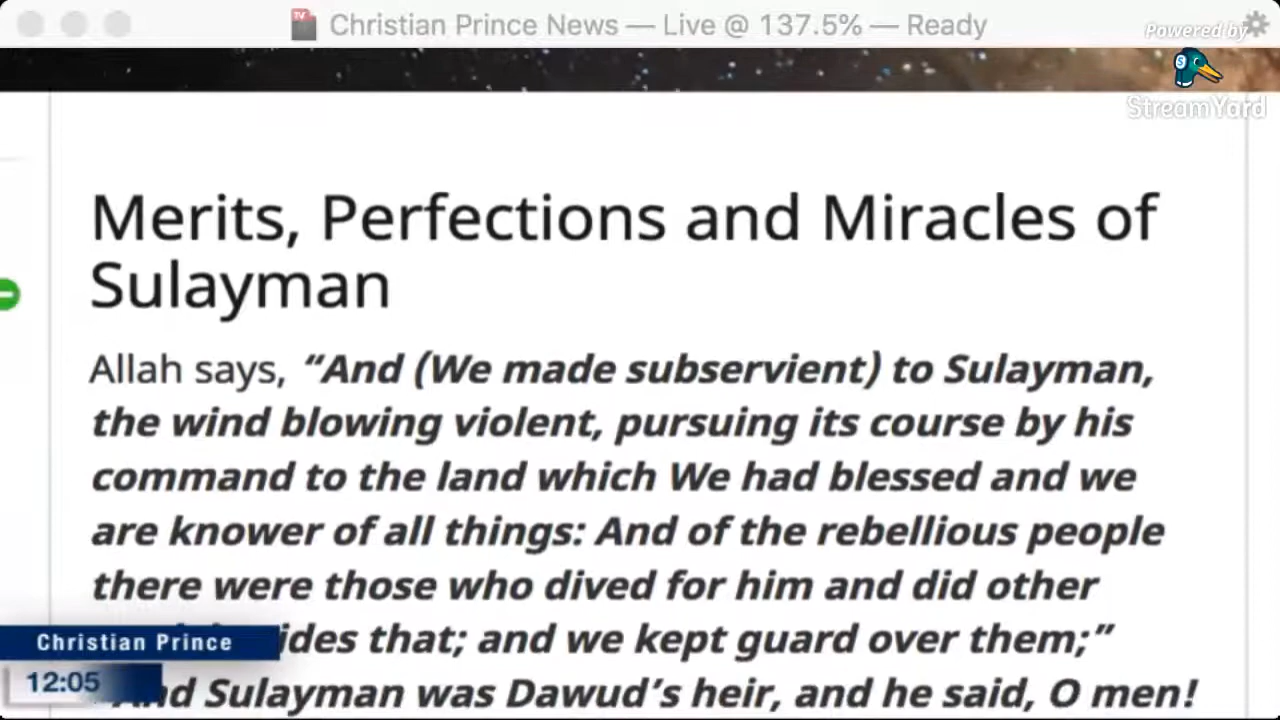 Christian Prince News — Live @ 137.5% — Ready
Powered by
StreamYard
Merits, Perfections and Miracles of
Sulayman
Allah says, “And (We made subservient) to Sulayman,
the wind blowing violent, pursuing its course by his
command to the land which We had blessed and we
are knower of all things: And of the rebellious people
there were those who dived for him and did other
that; and we kept guard over them;”
Sulayman was Dawud’s heir, and he said, O men!
Christian Prince
12:05